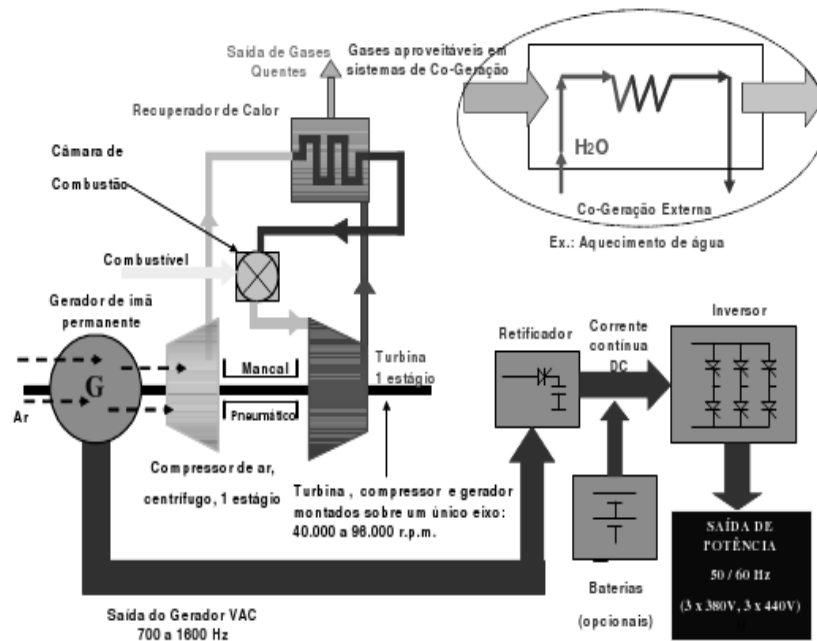 Saída de Gases
Quentes
Gases aproveitáveis em
sistemas de Co-Geração
Recuperador de Calor
Câmara de
Combustão
H2O
Co-Geração Externa
Ex.: Aquecimento de água
Combustível
Gerador de imã
permanente
G
Ar
Mancal
Pneumático
Turbina
1 estágio
Compressor de ar,
centrífugo, 1 estágio
Turbina , compressor e gerador
montados sobre um único eixo:
40.000 a 96.000 r.p.m.
Retificador
Corrente
contínua
DC
Inversor
Baterias
(opcionais)
SAÍDA DE
POTÊNCIA
50 / 60 Hz
(3 x 380V, 3 x 440V)
Saída do Gerador VAC
700 a 1600 Hz